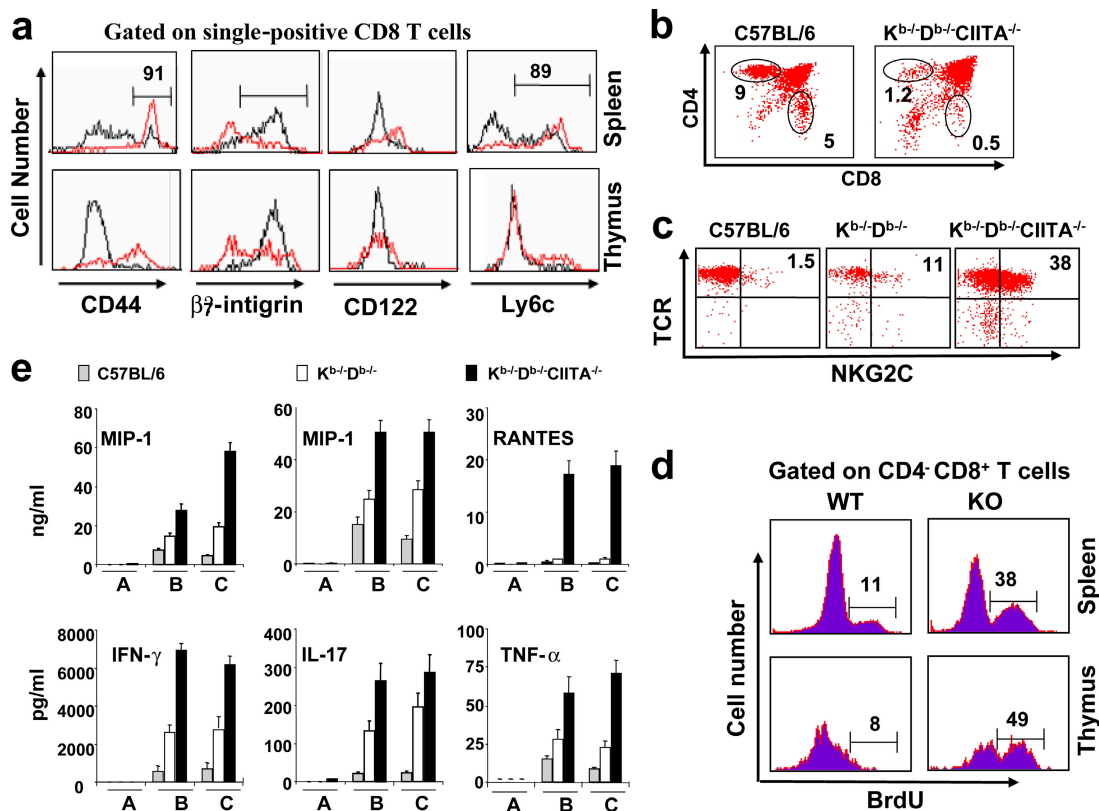 a
Gated on single-positive CD8 T cells
91
89
Spleen
Cell Number
Thymus
CD44
β7-intigrin
CD122
Ly6c
b
C57BL/6
Kb-/-Db-/-CIITA-/-
CD4
9
5
1.2
0.5
CD8
c
C57BL/6
Kb-/-Db-/-
Kb-/-Db-/-CIITA-/-
1.5
11
38
TCR
NKG2C
e
C57BL/6
Kb-/-Db-/-
Kb-/-Db-/-CIITA-/-
ng/ml
MIP-1
80
60
40
20
0
A B C
MIP-1
60
40
20
0
A B C
RANTES
30
20
10
0
A B C
pg/ml
IFN-γ
8000
6000
4000
2000
0
A B C
IL-17
400
300
200
100
0
A B C
TNF-α
100
75
50
25
0
A B C
d
Gated on CD4- CD8+ T cells
WT
KO
11
38
Spleen
Cell number
8
49
Thymus
BrdU